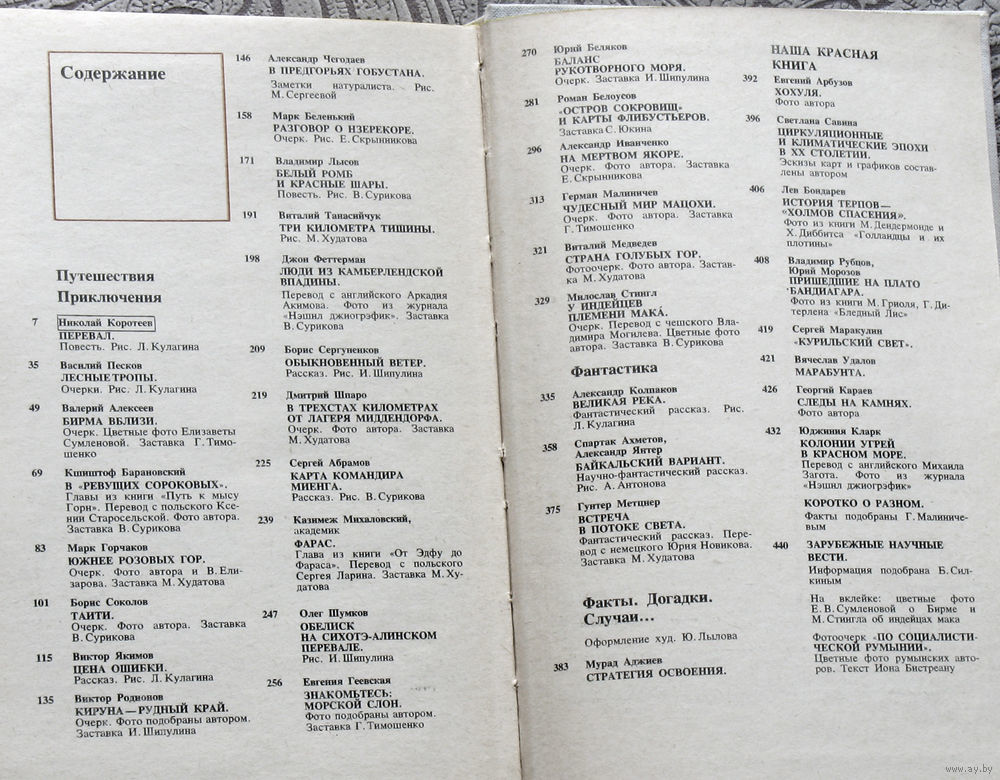 Содержание
Путешествия
Приключения
7 Николай Коротеев
ПЕРЕВАЛ.
Повесть. Рис. Л. Кулагина
35 Василий Песков
ЛЕСНЫЕ ТРОПЫ.
Очерки. Рис. Л. Кулагина
49 Валерий Алексеев
БИРМА ВБЛИЗИ.
Очерк. Цветные фото Елизаветы
Сумленовой. Заставка Г. Тимо-
шенко
69 Кшиштоф Барановский
В «РЕВУЩИХ СОРОКОВЫХ».
Главы из книги «Путь к мысу
Горн». Перевод с польского Ксе-
нии Старосельской. Фото автора.
Заставка В. Сурикова
83 Марк Горчаков
ЮЖНЕЕ РОЗОВЫХ ГОР.
Очерк. Фото автора и В. Ели-
зарова. Заставка М. Худатова
101 Борис Соколов
ТАИТИ.
Очерк. Фото автора. Заставка
В. Сурикова
115 Виктор Якимов
ЦЕНА ОШИБКИ.
Рассказ. Рис. Л. Кулагина
135 Виктор Родионов
КИРУНА — РУДНЫЙ КРАЙ.
Очерк. Фото подобраны автором.
Заставка И. Шипулина
146 Александр Чегодаев
В ПРЕДГОРЬЯХ ГОБУСТАНА.
Заметки натуралиста. Рис.
М. Сергеевой
158 Марк Беленький
РАЗГОВОР О НЗЕРЕКОРЕ.
Очерк. Рис. Е. Скрынникова
171 Владимир Лысов
БЕЛЫЙ РОМБ
И КРАСНЫЕ ШАРЫ.
Повесть. Рис. В. Сурикова
191 Виталий Танасийчук
ТРИ КИЛОМЕТРА ТИШИНЫ.
Рис. М. Худатова
198 Джон Феттерман
ЛЮДИ ИЗ КАМБЕРЛЕНДСКОЙ
ВПАДИНЫ.
Перевод с английского Аркадия
Акимова. Фото из журнала
«Нэшнл джиогрэфик». Заставка
В. Сурикова
209 Борис Сергуненков
ОБЫКНОВЕННЫЙ ВЕТЕР.
Рассказ. Рис. И. Шипулина
219 Дмитрий Шпаро
В ТРЕХСТАХ КИЛОМЕТРАХ
ОТ ЛАГЕРЯ МИДДЕНДОРФА.
Очерк. Фото автора. Заставка
М. Худатова
225 Сергей Абрамов
КАРТА КОМАНДИРА
МИЕНГА.
Рассказ. Рис. В. Сурикова
239 Казимеж Михаловский,
академик
ФАРАС.
Глава из книги «От Эдфу до
Фараса». Перевод с польского
Сергея Ларина. Заставка М. Ху-
датова
247 Олег Шумков
ОБЕЛИСК
НА СИХОТЭ-АЛИНСКОМ
ПЕРЕВАЛЕ.
Рис. И. Шипулина
256 Евгения Геевская
ЗНАКОМЬТЕСЬ:
МОРСКОЙ СЛОН.
Фото подобраны автором.
Заставка Г. Тимошенко
270 Юрий Беляков
БАЛАНС
РУКОТВОРНОГО МОРЯ.
Очерк. Заставка И. Шипулина
281 Роман Белоусов
«ОСТРОВ СОКРОВИЩ»
И КАРТЫ ФЛИБУСТЬЕРОВ.
Заставка С. Юкина
296 Александр Иванченко
НА МЕРТВОМ ЯКОРЕ.
Очерк. Фото автора. Заставка
Е. Скрынникова
313 Герман Малиничев
ЧУДЕСНЫЙ МИР МАЦОХИ.
Очерк. Фото автора. Заставка
Г. Тимошенко
321 Виталий Медведев
СТРАНА ГОЛУБЫХ ГОР.
Фотоочерк. Фото автора. Застав-
ка М. Худатова
329 Милослав Стингл
У ИНДЕЙЦЕВ
ПЛЕМЕНИ МАКА́.
Очерк. Перевод с чешского Вла-
димира Могилева. Цветные фото
автора. Заставка В. Сурикова
Фантастика
335 Александр Колпаков
ВЕЛИКАЯ РЕКА.
Фантастический рассказ. Рис.
Л. Кулагина
358 Спартак Ахметов,
Александр Янтер
БАЙКАЛЬСКИЙ ВАРИАНТ.
Научно-фантастический рассказ.
Рис. А. Антонова
375 Гунтер Метцнер
ВСТРЕЧА
В ПОТОКЕ СВЕТА.
Фантастический рассказ. Пере-
вод с немецкого Юрия Новикова.
Заставка М. Худатова
Факты. Догадки.
Случаи...
Оформление худ. Ю. Лылова
383 Мурад Аджиев
СТРАТЕГИЯ ОСВОЕНИЯ.
НАША КРАСНАЯ
КНИГА
392 Евгений Арбузов
ХОХУЛЯ.
Фото автора
396 Светлана Савина
ЦИРКУЛЯЦИОННЫЕ
И КЛИМАТИЧЕСКИЕ ЭПОХИ
В XX СТОЛЕТИИ.
Эскизы карт и графиков состав-
лены автором
406 Лев Бондарев
ИСТОРИЯ ТЕРПОВ —
«ХОЛМОВ СПАСЕНИЯ».
Фото из книги М. Дендермонде и
Х. Диббитса «Голландцы и их
плотины»
408 Владимир Рубцов,
Юрий Морозов
ПРИШЕДШИЕ НА ПЛАТО
БАНДИАГАРА.
Фото из книги М. Гриоля, Г. Ди-
терлена «Бледный Лис»
419 Сергей Маракулин
«КУРИЛЬСКИЙ СВЕТ».
421 Вячеслав Удалов
МАРАБУНТА.
426 Георгий Караев
СЛЕДЫ НА КАМНЯХ.
Фото автора
432 Юджиния Кларк
КОЛОНИИ УГРЕЙ
В КРАСНОМ МОРЕ.
Перевод с английского Михаила
Загота. Фото из журнала
«Нэшнл джиогрэфик»
КОРОТКО О РАЗНОМ.
Факты подобраны Г. Малиниче-
вым
440 ЗАРУБЕЖНЫЕ НАУЧНЫЕ
ВЕСТИ.
Информация подобрана Б. Сил-
киным
На вклейке: цветные фото
Е. В. Сумленовой о Бирме и
М. Стингла об индейцах мака
Фотоочерк «ПО СОЦИАЛИСТИ-
ЧЕСКОЙ РУМЫНИИ».
Цветные фото румынских авто-
ров. Текст Иона Бистреану
www.ay.by